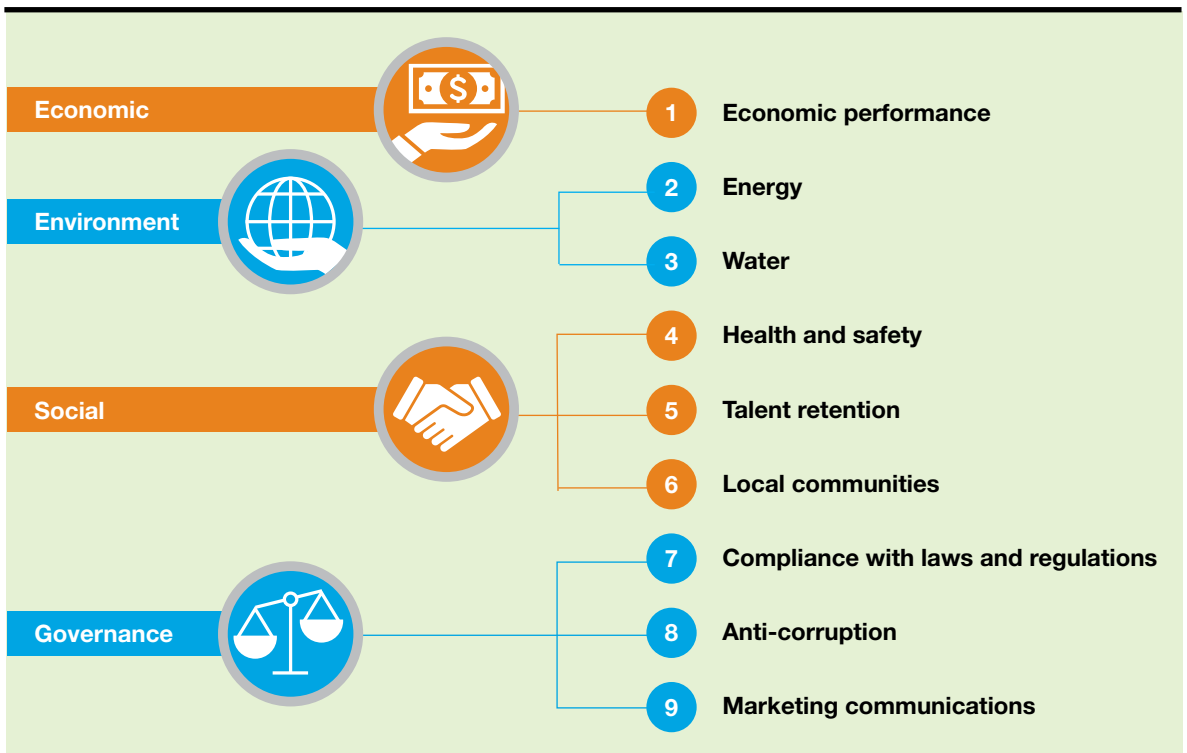 Economic
$
1 Economic performance
Environment
2 Energy
3 Water
Social
4 Health and safety
5 Talent retention
6 Local communities
Governance
7 Compliance with laws and regulations
8 Anti-corruption
9 Marketing communications